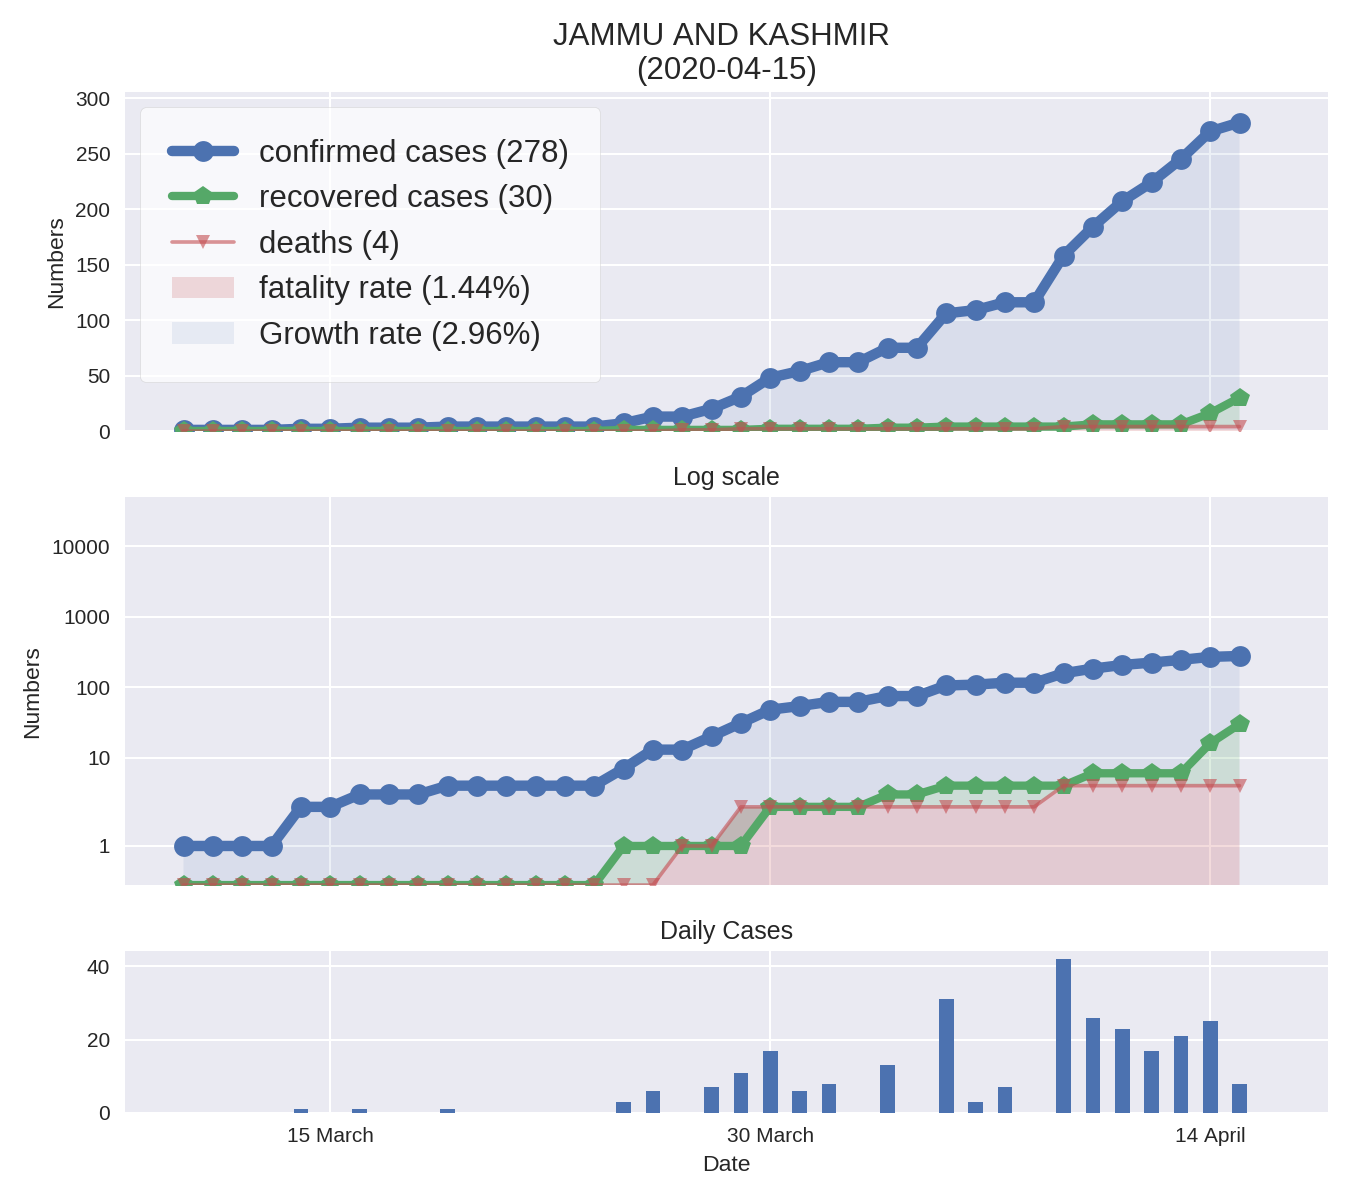 JAMMU AND KASHMIR
(2020-04-15)
300
250
200
150
100
50
0
Numbers
confirmed cases (278)
recovered cases (30)
deaths (4)
fatality rate (1.44%)
Growth rate (2.96%)
Log scale
10000
1000
100
10
1
Numbers
Daily Cases
40
20
0
15 March
30 March
14 April
Date